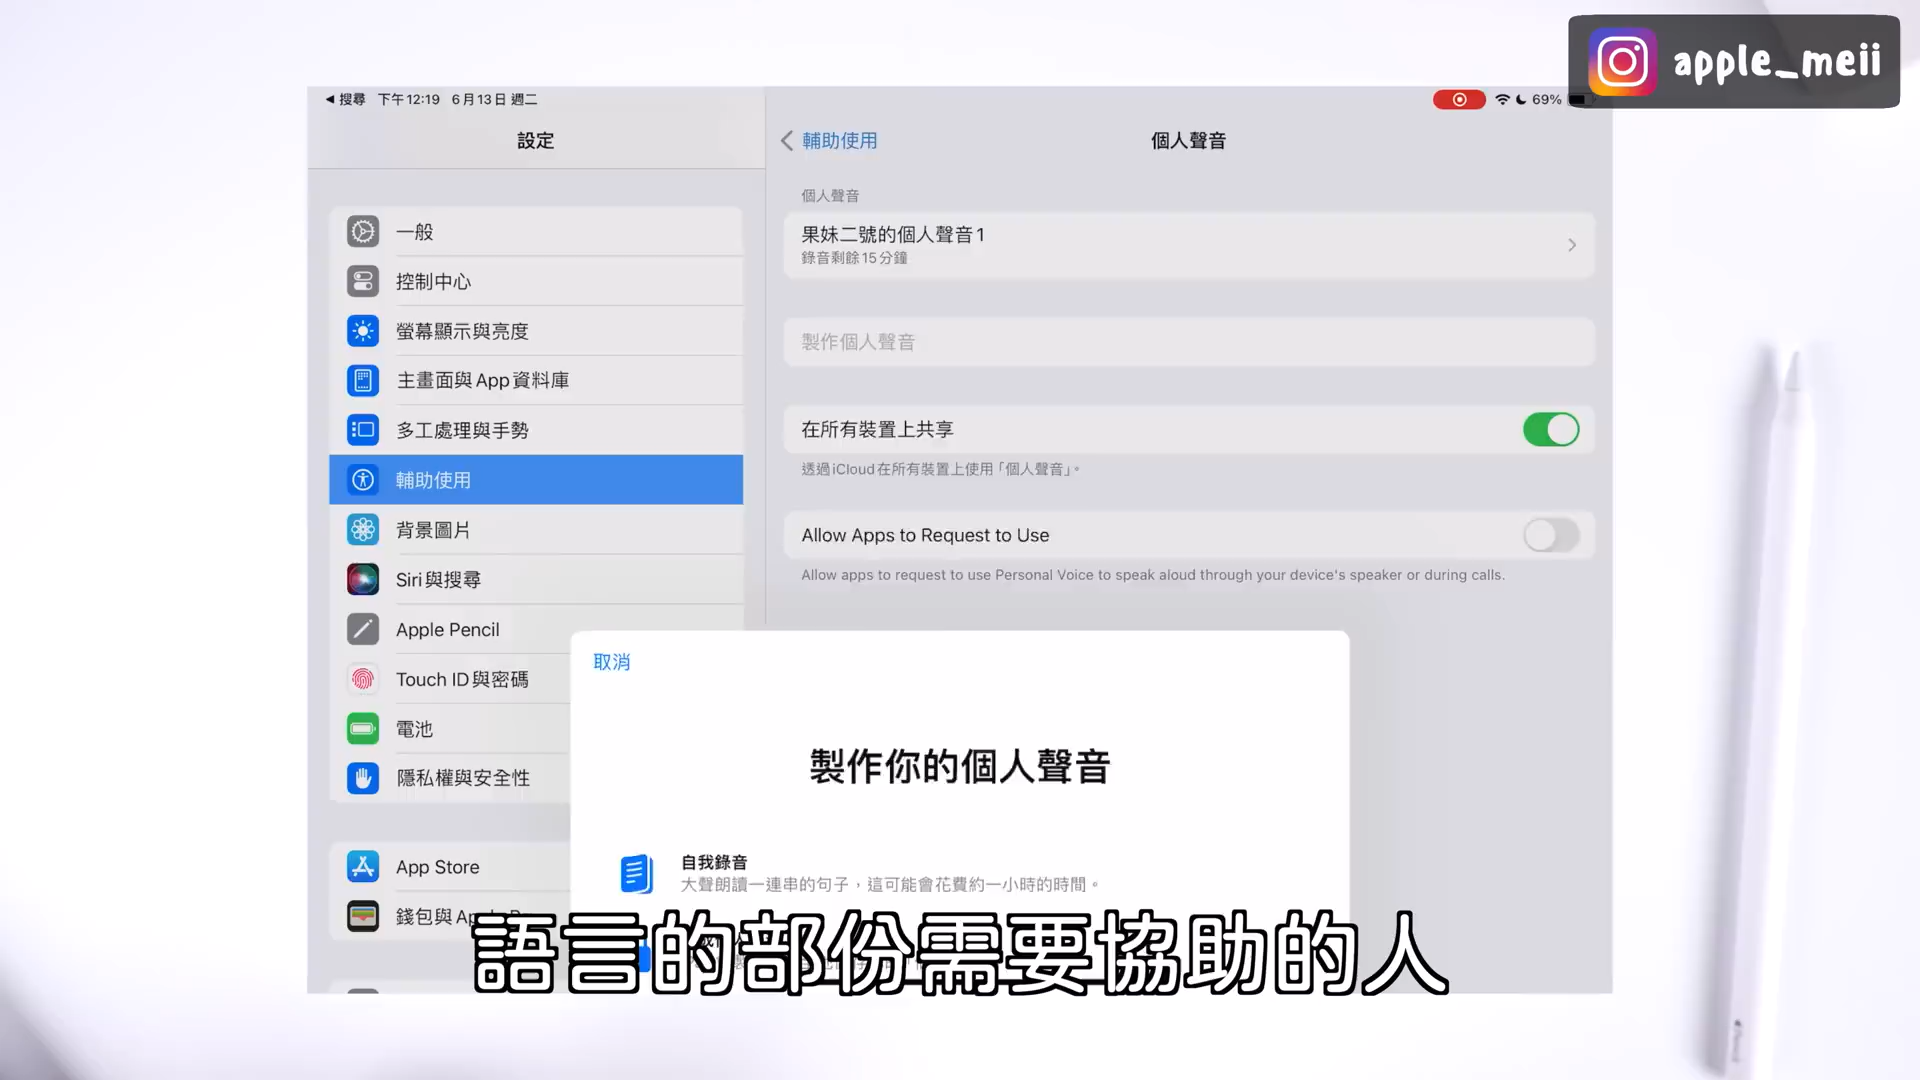 apple_meii
◀ 搜尋 下午12:19 6月13日 週二
69%
設定
輔助使用
個人聲音
一般
控制中心
螢幕顯示與亮度
主畫面與App資料庫
多工處理與手勢
輔助使用
背景圖片
Siri與搜尋
Apple Pencil
Touch ID與密碼
電池
隱私權與安全性
App Store
錢包與Ap
個人聲音
果妹二號的個人聲音1
錄音剩餘15分鐘
製作個人聲音
在所有裝置上共享
透過iCloud在所有裝置上使用「個人聲音」。
Allow Apps to Request to Use
Allow apps to request to use Personal Voice to speak aloud through your device's speaker or during calls.
取消
製作你的個人聲音
自我錄音
大聲朗讀一連串的句子，這可能會花費約一小時的時間。
語言的部份需要協助的人